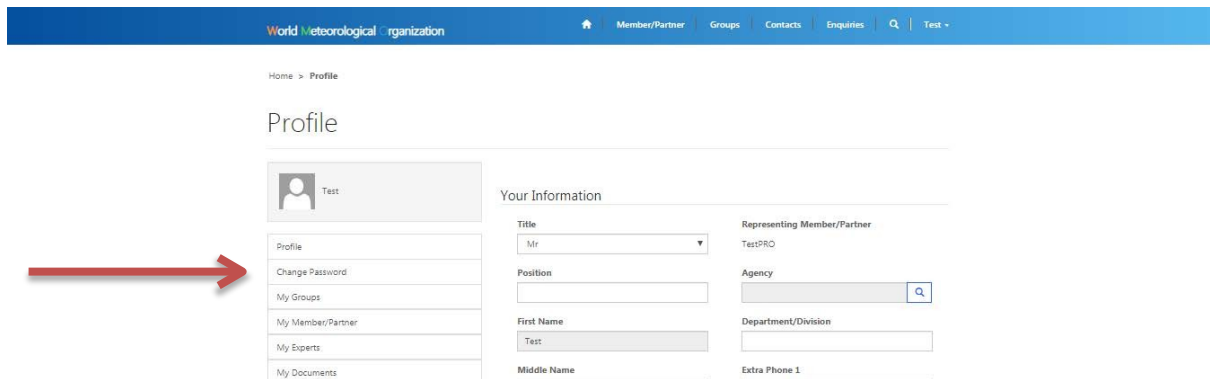 World Meteorological Organization
Member/Partner Groups Contacts Enquiries Test
Home > Profile
Profile
Test
Profile
Change Password
My Groups
My Member/Partner
My Experts
My Documents
Your Information
Title
Mr
Representing Member/Partner
TestPRO
Position
Agency
First Name
Test
Department/Division
Middle Name
Extra Phone 1